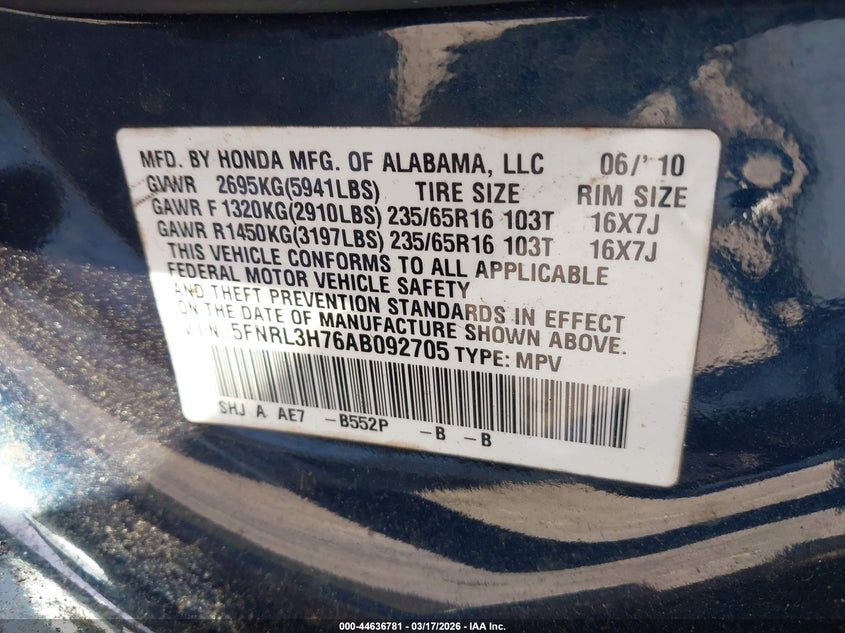 MFD. BY HONDA MFG. OF ALABAMA, LLC 06/'10
GVWR 2695KG(5941LBS) TIRE SIZE RIM SIZE
GAWR F 1320KG(2910LBS) 235/65R16 103T 16X7J
GAWR R1450KG(3197LBS) 235/65R16 103T 16X7J
THIS VEHICLE CONFORMS TO ALL APPLICABLE
FEDERAL MOTOR VEHICLE SAFETY
AND THEFT PREVENTION STANDARDS IN EFFECT
ON THE DATE OF MANUFACTURE SHOWN ABOVE.
V.I.N. 5FNRL3H76AB092705 TYPE: MPV
SHJ A AE7 -B552P -B -B
000-44636781 — 03/17/2026 - IAA Inc.